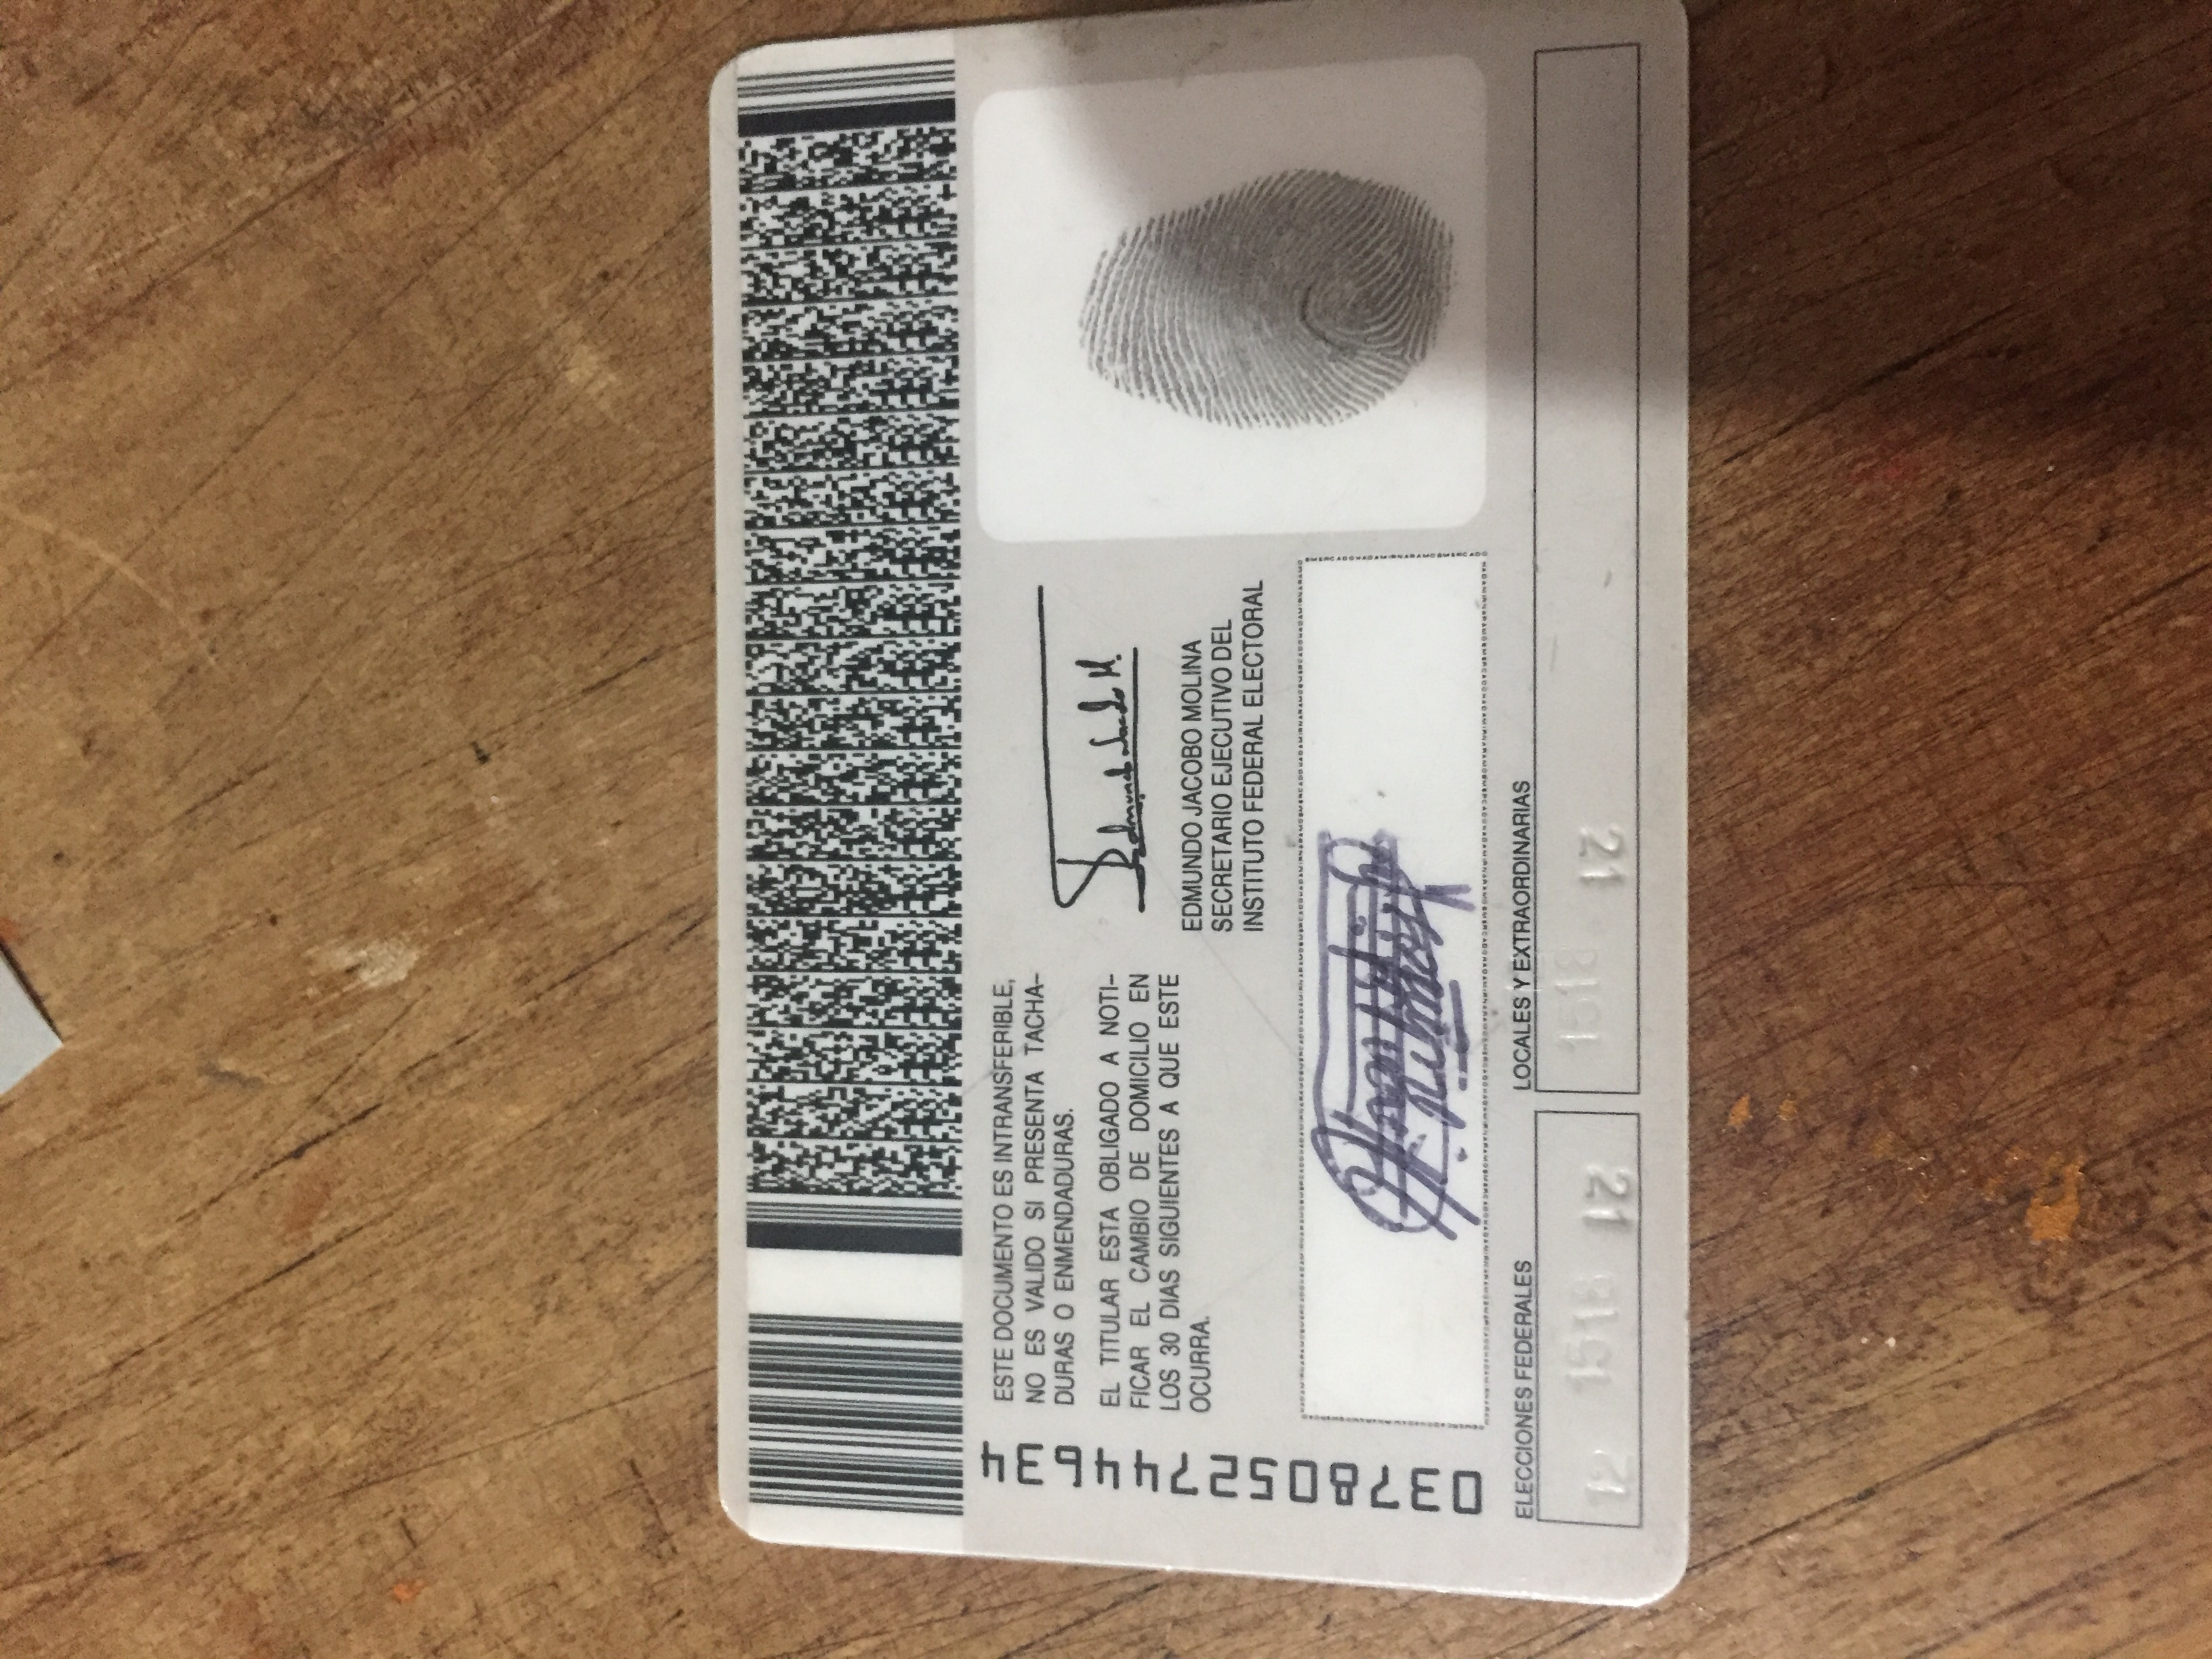 ESTE DOCUMENTO ES INTRANSFERIBLE,
NO ES VALIDO SI PRESENTA TACHA-
DURAS O ENMENDADURAS.
EL TITULAR ESTA OBLIGADO A NOTI-
FICAR EL CAMBIO DE DOMICILIO EN
LOS 30 DIAS SIGUIENTES A QUE ESTE
OCURRA.
EDMUNDO JACOBO MOLINA
SECRETARIO EJECUTIVO DEL
INSTITUTO FEDERAL ELECTORAL
0378052744634
ELECCIONES FEDERALES
LOCALES Y EXTRAORDINARIAS
21
21